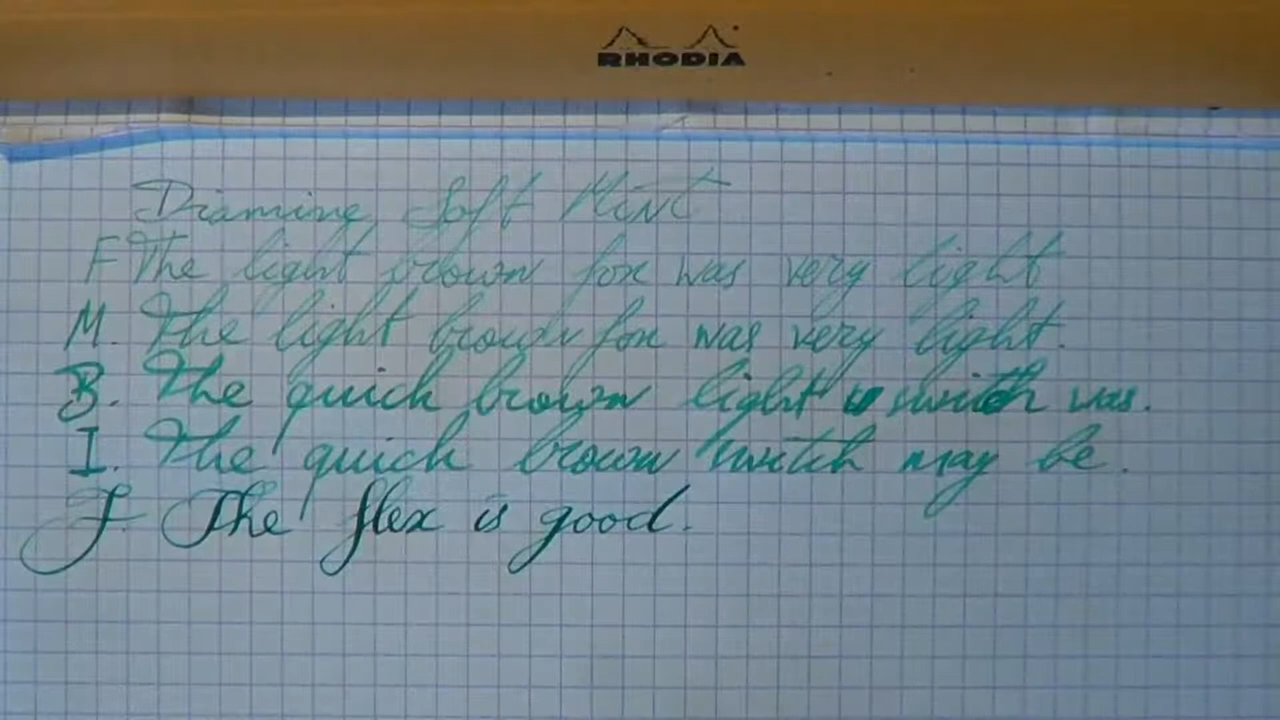 RHODIA
Diamine Soft Mint
F The light brown fox was very light
M. The light brown fox was very light.
B. The quick brown light switch was.
I. The quick brown switch may be.
F. The flex is good.